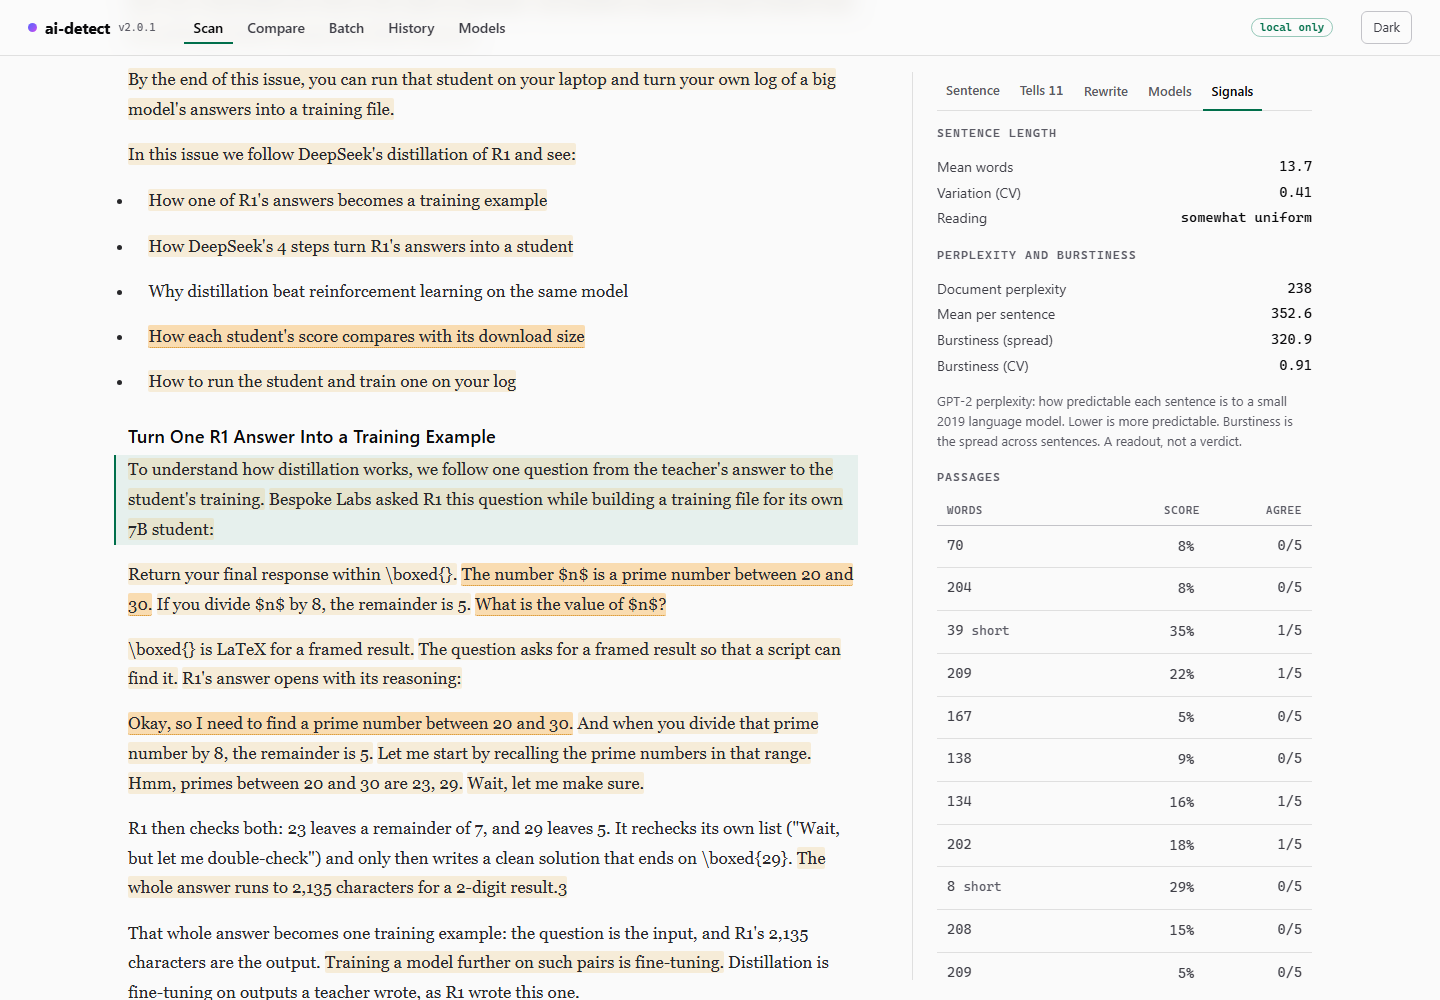 ai-detect v2.0.1 Scan Compare Batch History Models local only Dark
By the end of this issue, you can run that student on your laptop and turn your own log of a big
model's answers into a training file.
In this issue we follow DeepSeek's distillation of R1 and see:
• How one of R1's answers becomes a training example
• How DeepSeek's 4 steps turn R1's answers into a student
• Why distillation beat reinforcement learning on the same model
• How each student's score compares with its download size
• How to run the student and train one on your log
Turn One R1 Answer Into a Training Example
To understand how distillation works, we follow one question from the teacher's answer to the
student's training. Bespoke Labs asked R1 this question while building a training file for its own
7B student:
Return your final response within \boxed{}. The number $n$ is a prime number between 20 and
30. If you divide $n$ by 8, the remainder is 5. What is the value of $n$?
\boxed{} is LaTeX for a framed result. The question asks for a framed result so that a script can
find it. R1's answer opens with its reasoning:
Okay, so I need to find a prime number between 20 and 30. And when you divide that prime
number by 8, the remainder is 5. Let me start by recalling the prime numbers in that range.
Hmm, primes between 20 and 30 are 23, 29. Wait, let me make sure.
R1 then checks both: 23 leaves a remainder of 7, and 29 leaves 5. It rechecks its own list ("Wait,
but let me double-check") and only then writes a clean solution that ends on \boxed{29}. The
whole answer runs to 2,135 characters for a 2-digit result.3
That whole answer becomes one training example: the question is the input, and R1's 2,135
characters are the output. Training a model further on such pairs is fine-tuning. Distillation is
fine-tuning on outputs a teacher wrote, as R1 wrote this one.
Sentence Tells 11 Rewrite Models Signals
SENTENCE LENGTH
Mean words 13.7
Variation (CV) 0.41
Reading somewhat uniform
PERPLEXITY AND BURSTINESS
Document perplexity 238
Mean per sentence 352.6
Burstiness (spread) 320.9
Burstiness (CV) 0.91
GPT-2 perplexity: how predictable each sentence is to a small
2019 language model. Lower is more predictable. Burstiness is
the spread across sentences. A readout, not a verdict.
PASSAGES
WORDS SCORE AGREE
70 8% 0/5
204 8% 0/5
39 short 35% 1/5
209 22% 1/5
167 5% 0/5
138 9% 0/5
134 16% 1/5
202 18% 1/5
8 short 29% 0/5
208 15% 0/5
209 5% 0/5